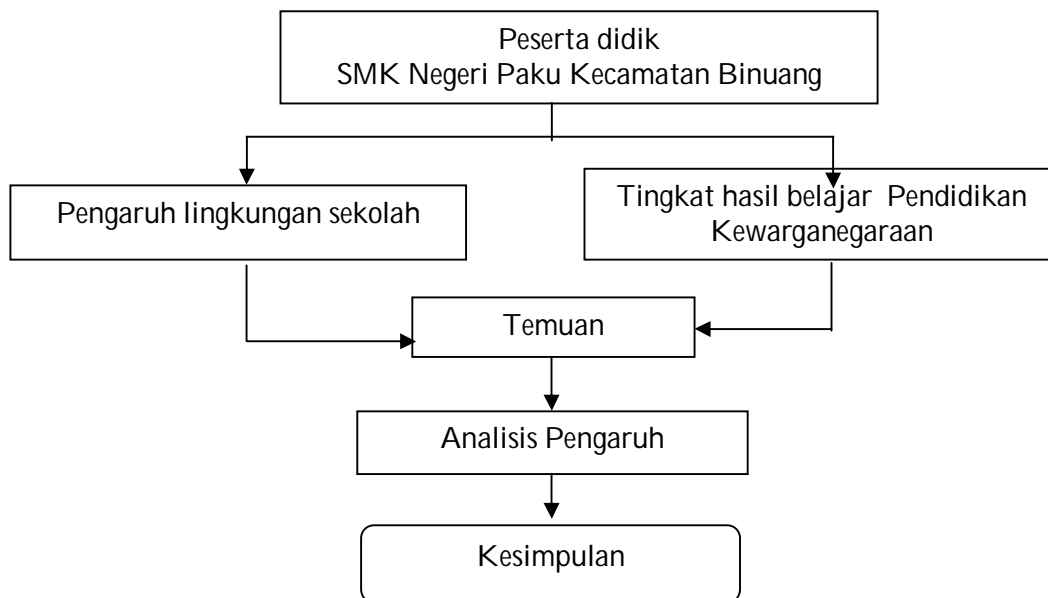 Peserta didik
SMK Negeri Paku Kecamatan Binuang
Pengaruh lingkungan sekolah
Tingkat hasil belajar Pendidikan
Kewarganegaraan
Temuan
Analisis Pengaruh
Kesimpulan